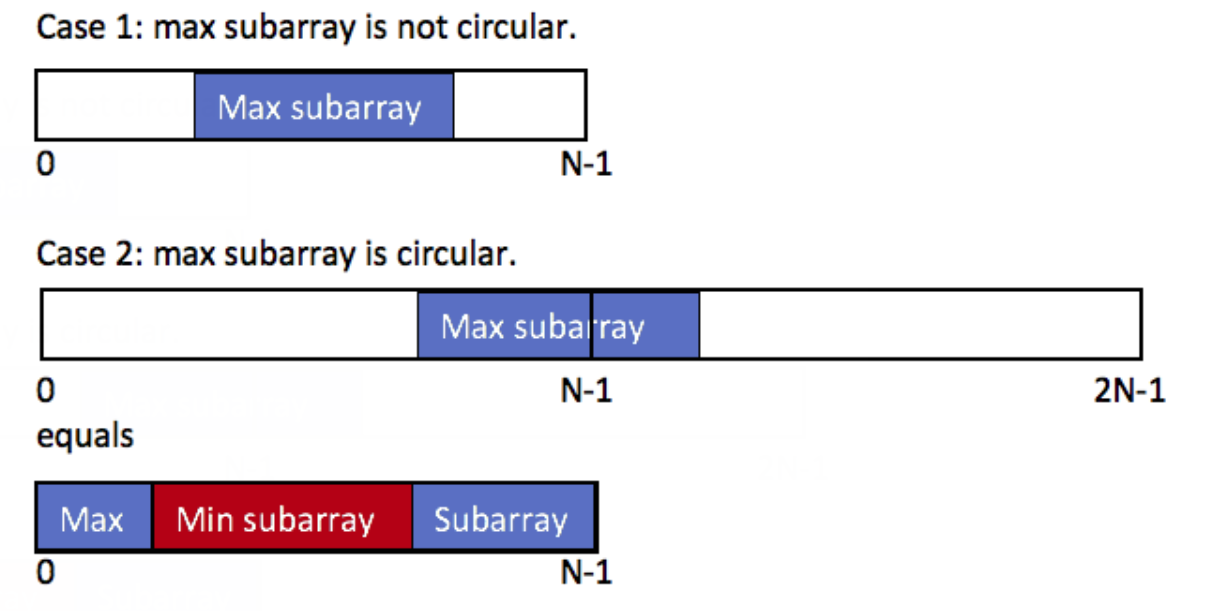 Case 1: max subarray is not circular.
Max subarray
0 N-1
Case 2: max subarray is circular.
Max subarray
0 N-1 2N-1
equals
Max Min subarray Subarray
0 N-1